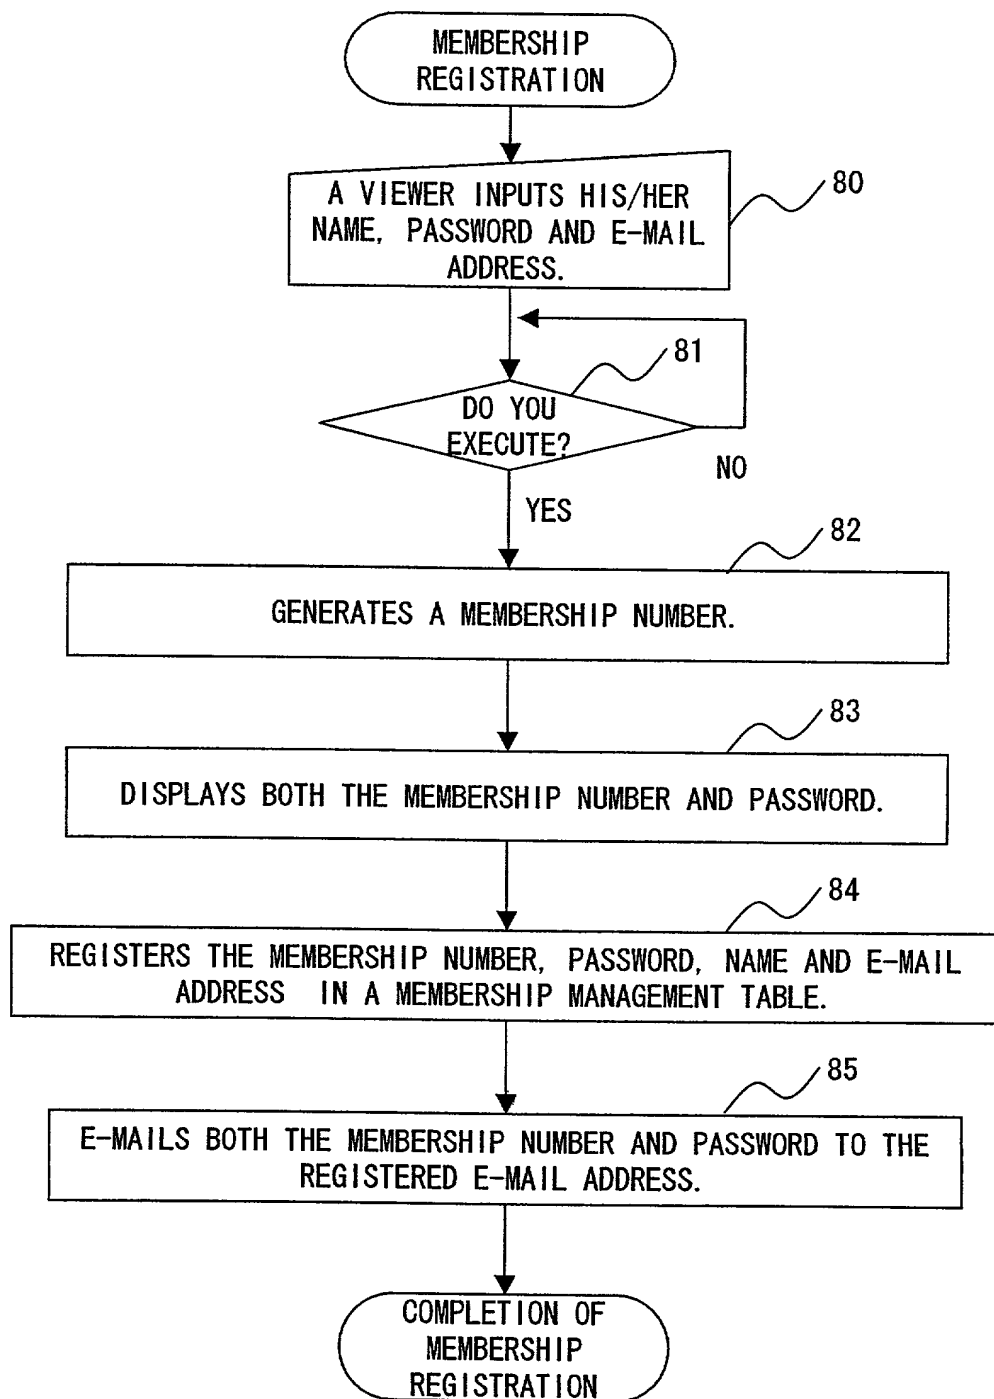 MEMBERSHIP
REGISTRATION
A VIEWER INPUTS HIS/HER
NAME, PASSWORD AND E-MAIL
ADDRESS.
80
81
DO YOU
EXECUTE?
NO
YES
82
GENERATES A MEMBERSHIP NUMBER.
83
DISPLAYS BOTH THE MEMBERSHIP NUMBER AND PASSWORD.
84
REGISTERS THE MEMBERSHIP NUMBER, PASSWORD, NAME AND E-MAIL
ADDRESS IN A MEMBERSHIP MANAGEMENT TABLE.
85
E-MAILS BOTH THE MEMBERSHIP NUMBER AND PASSWORD TO THE
REGISTERED E-MAIL ADDRESS.
COMPLETION OF
MEMBERSHIP
REGISTRATION